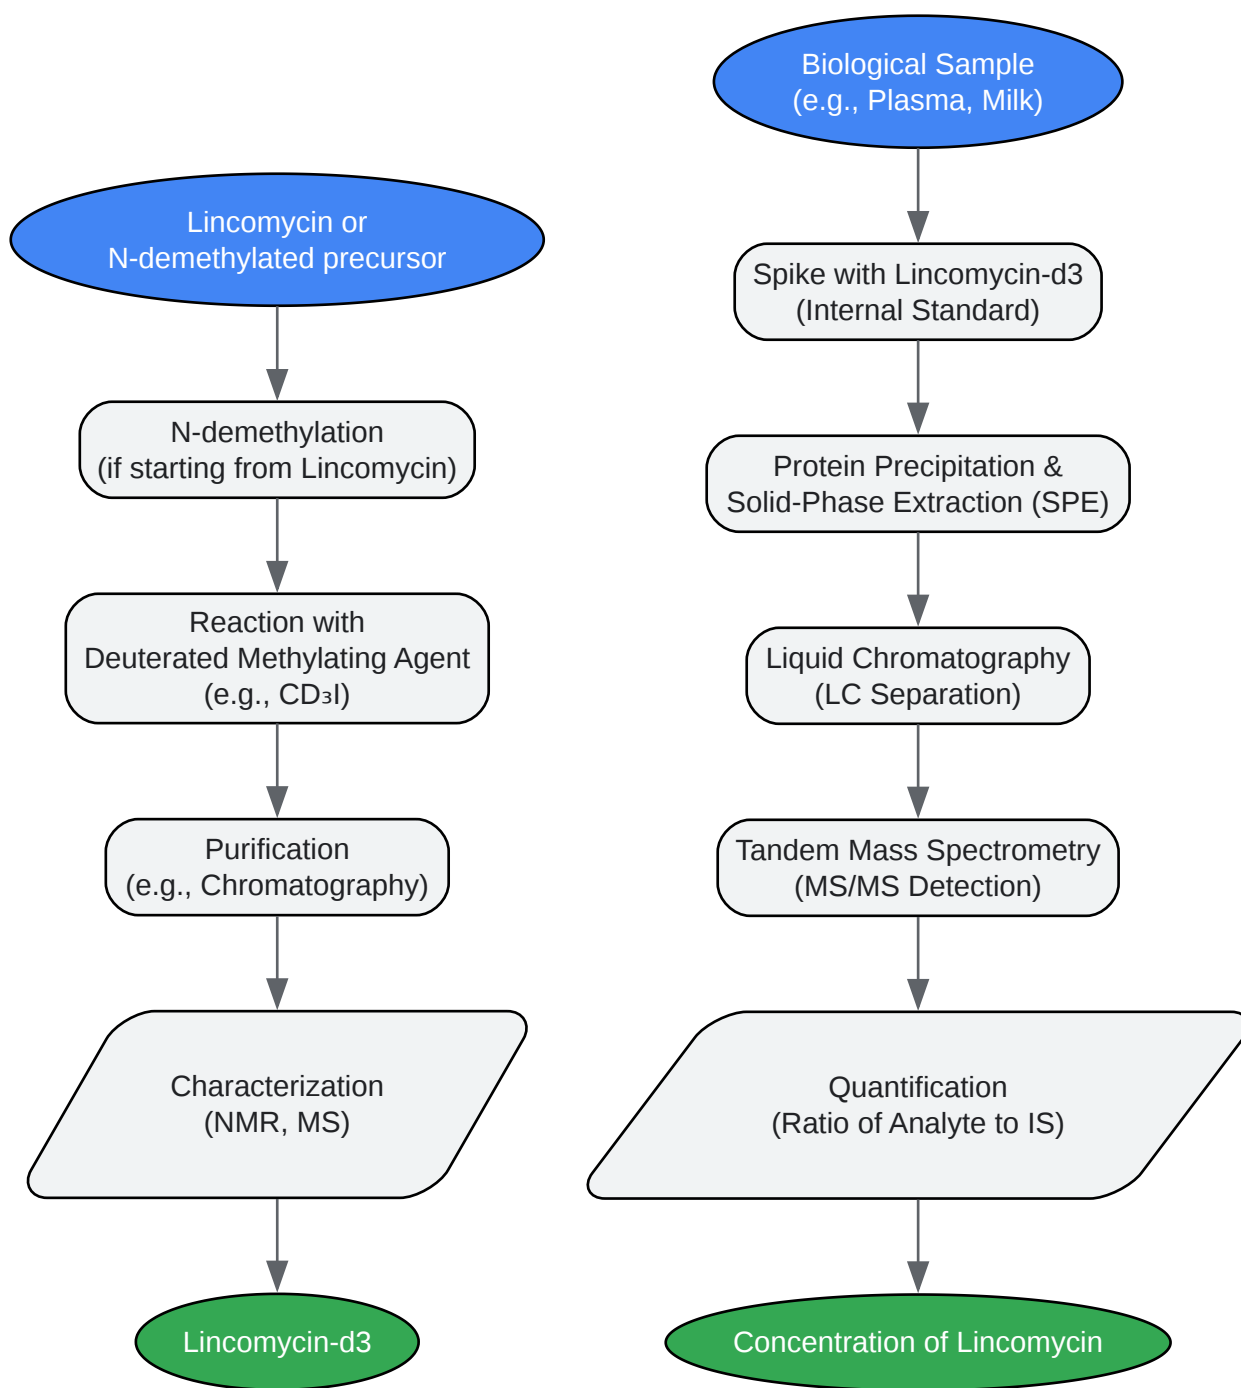 Lincomycin or
N-demethylated precursor
N-demethylation
(if starting from Lincomycin)
Reaction with
Deuterated Methylating Agent
(e.g., CD₃I)
Purification
(e.g., Chromatography)
Characterization
(NMR, MS)
Lincomycin-d3
Biological Sample
(e.g., Plasma, Milk)
Spike with Lincomycin-d3
(Internal Standard)
Protein Precipitation &
Solid-Phase Extraction (SPE)
Liquid Chromatography
(LC Separation)
Tandem Mass Spectrometry
(MS/MS Detection)
Quantification
(Ratio of Analyte to IS)
Concentration of Lincomycin